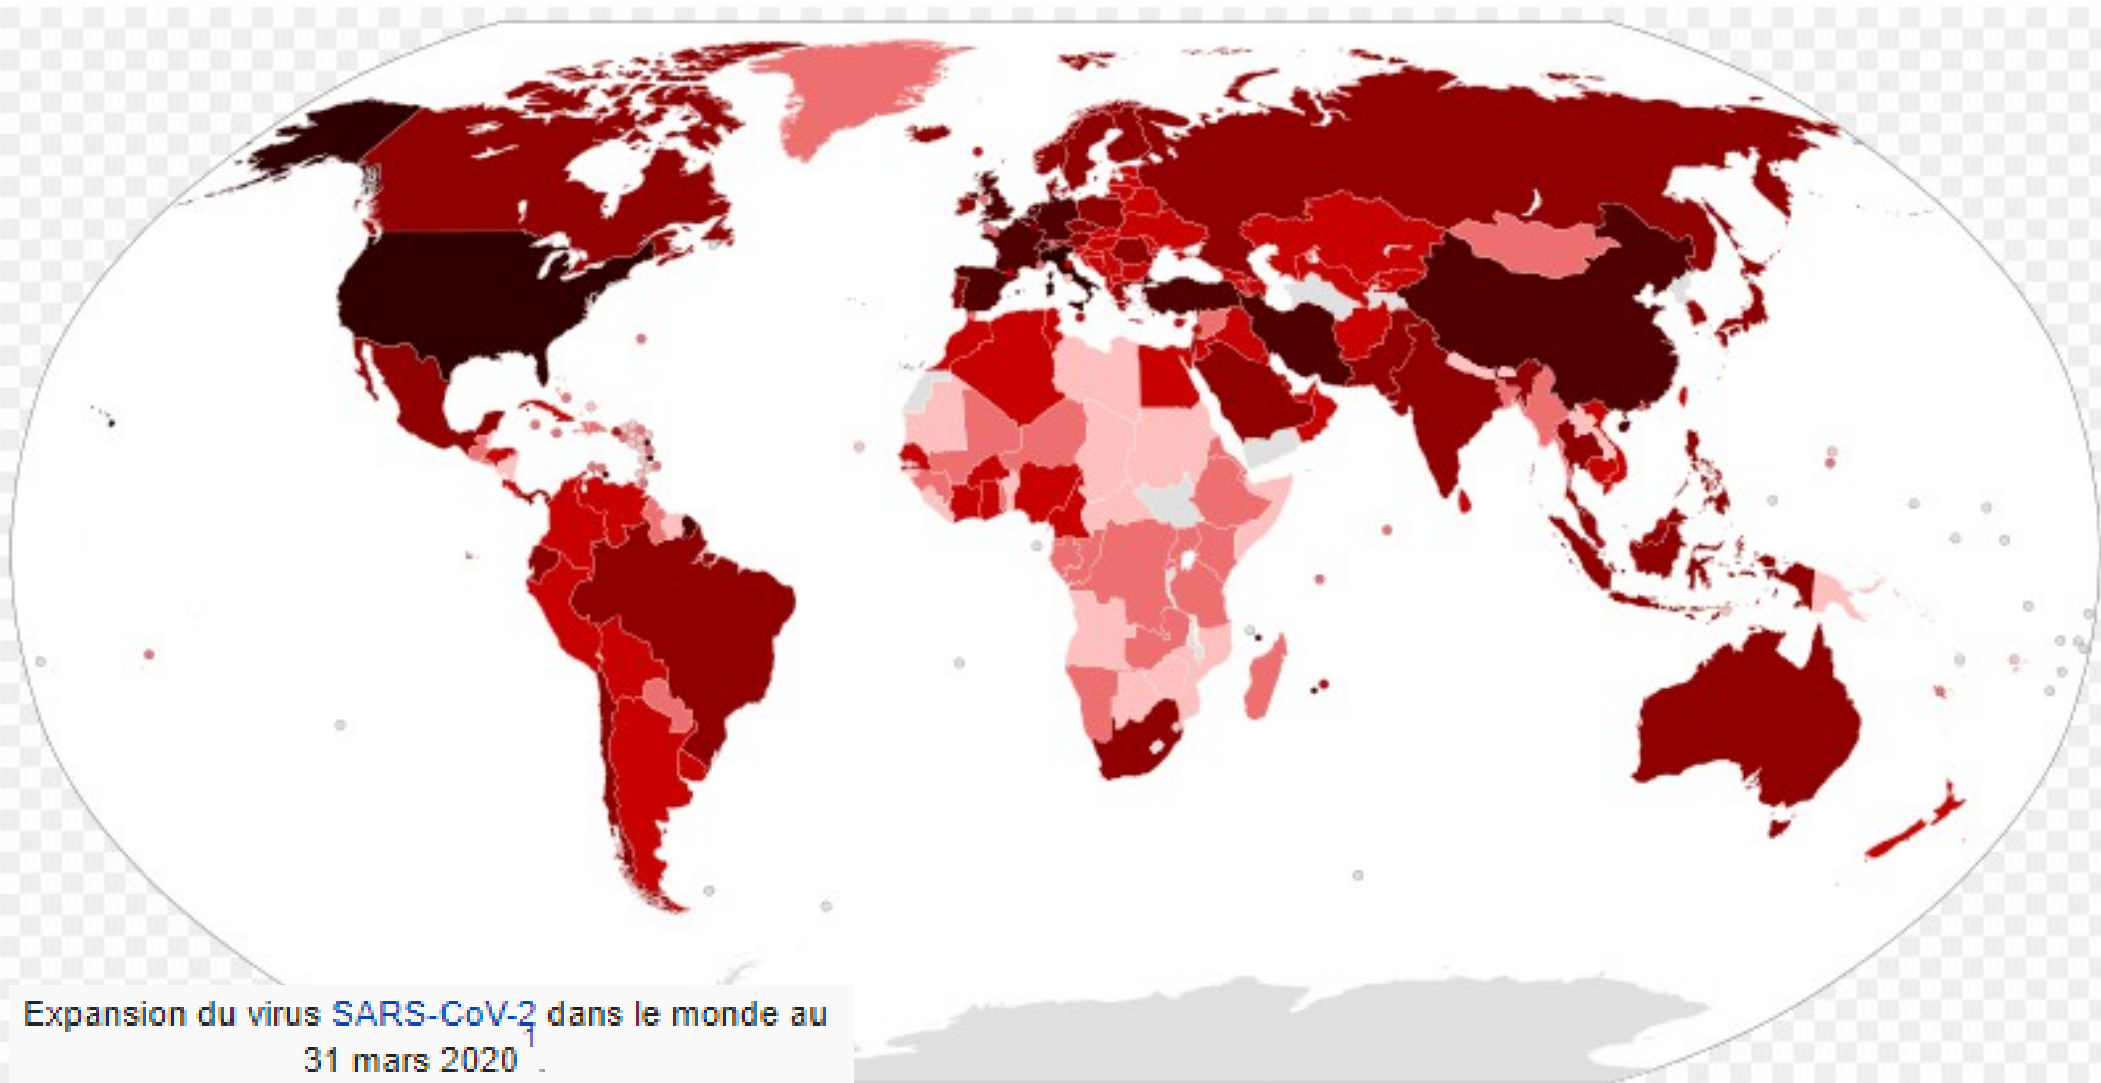 Expansion du virus SARS-CoV-2 dans le monde au
31 mars 2020 1.